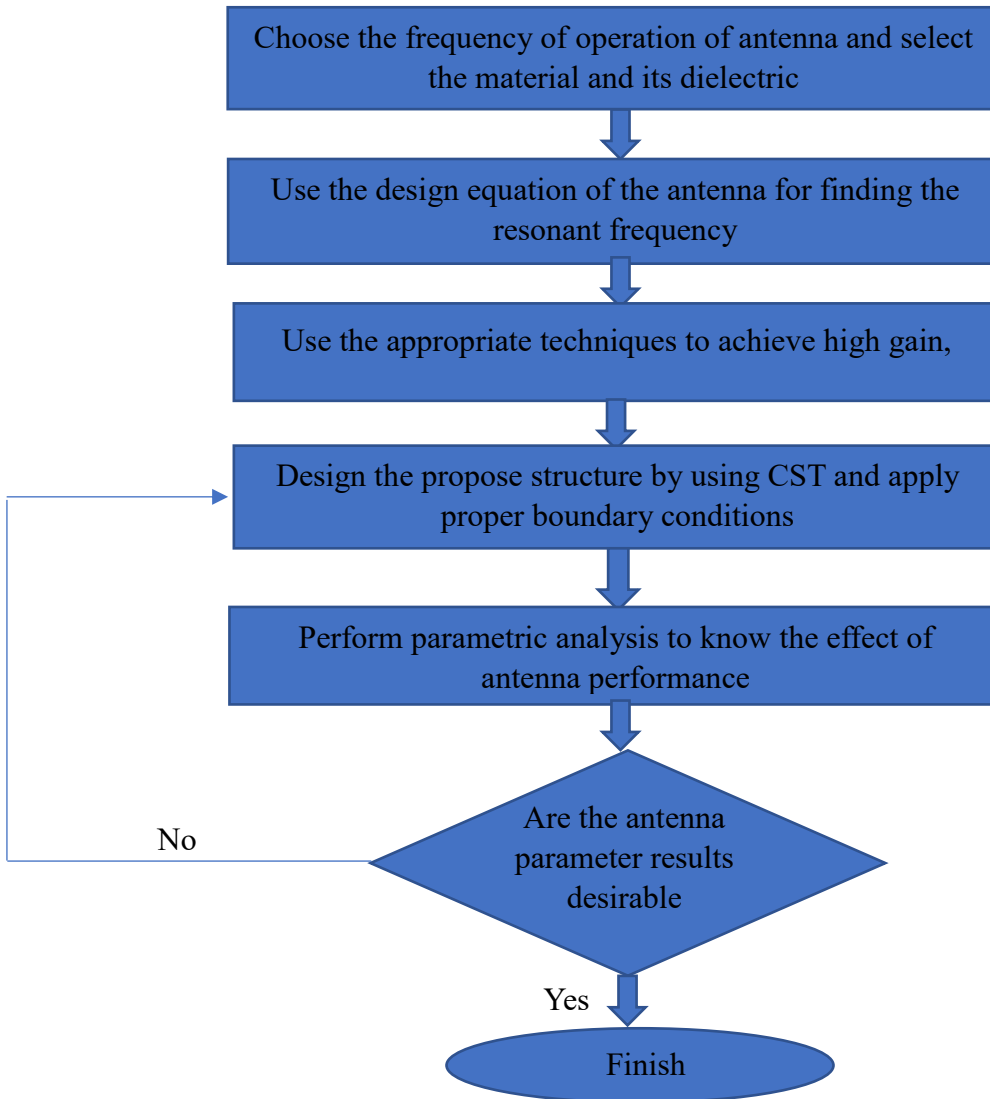 Choose the frequency of operation of antenna and select
the material and its dielectric
Use the design equation of the antenna for finding the
resonant frequency
Use the appropriate techniques to achieve high gain,
Design the propose structure by using CST and apply
proper boundary conditions
Perform parametric analysis to know the effect of
antenna performance
Are the antenna
parameter results
desirable
No
Yes
Finish